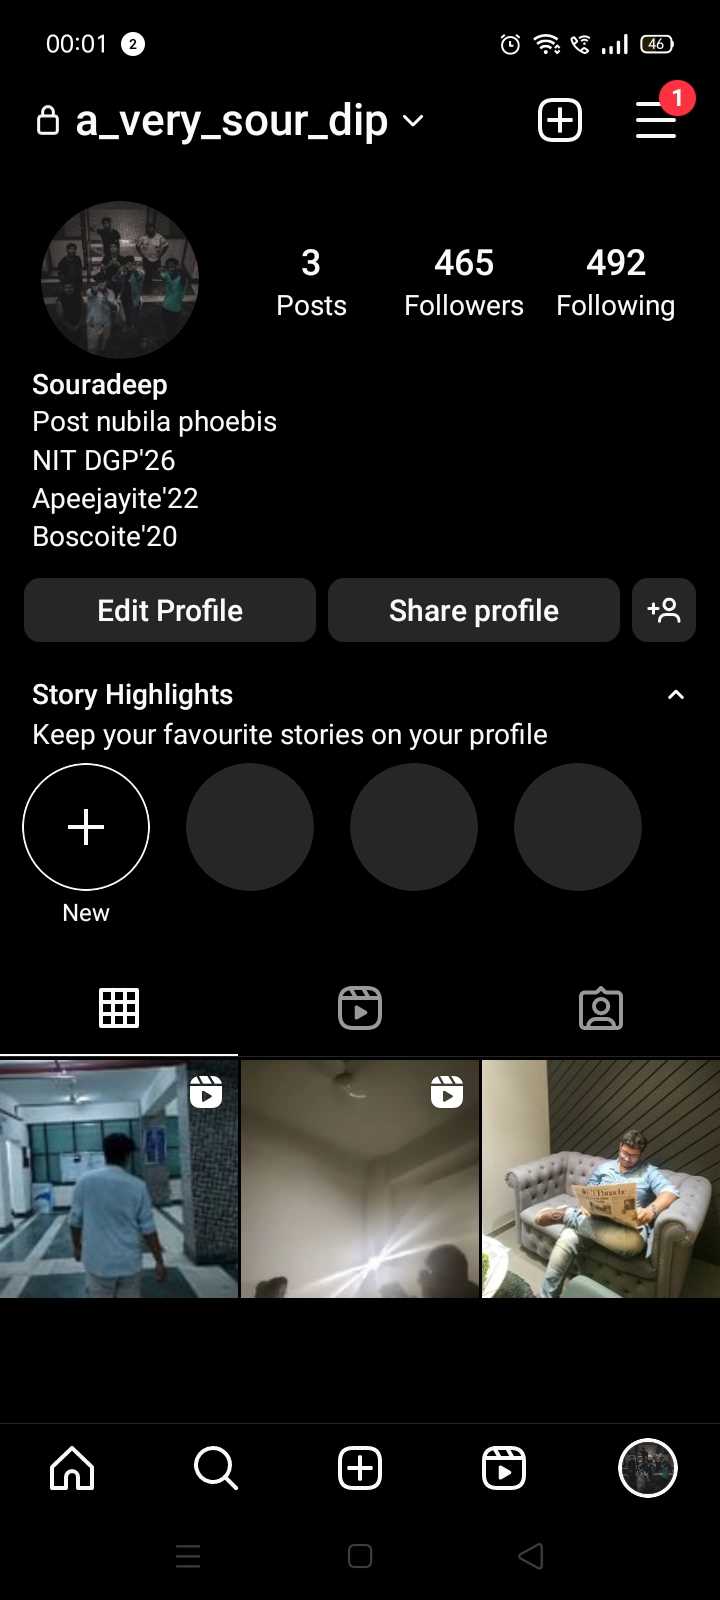 00:01 2 46
a_very_sour_dip 1
3 465 492
Posts Followers Following
Souradeep
Post nubila phoebis
NIT DGP'26
Apeejayite'22
Boscoite'20
Edit Profile Share profile
Story Highlights
Keep your favourite stories on your profile
New